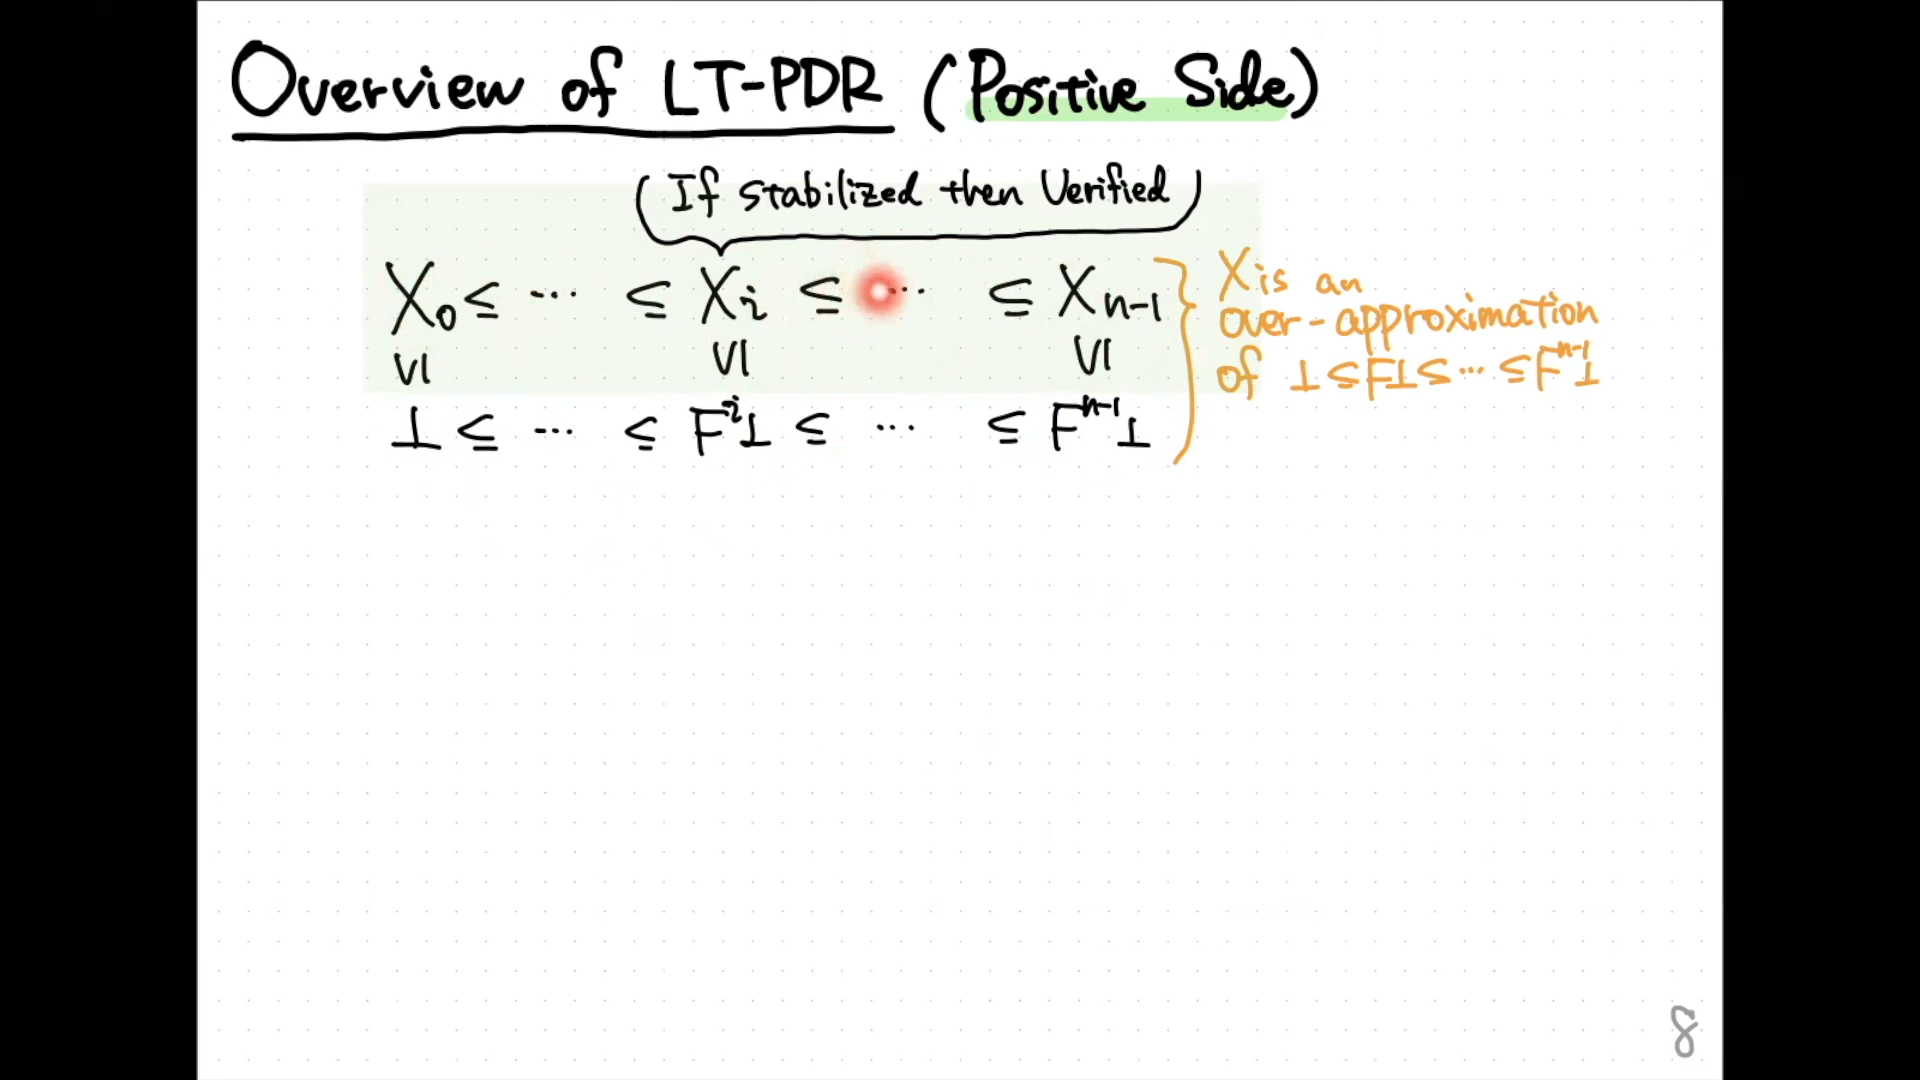 Overview of LT-PDR (Positive Side)
(If stabilized then Verified)
X₀ ≤ ⋯ ≤ Xᵢ ≤ ⋯ ≤ Xₙ₋₁
VI VI VI
⊥ ≤ ⋯ ≤ Fⁱ⊥ ≤ ⋯ ≤ Fⁿ⁻¹⊥
X is an
over-approximation
of ⊥ ≤ F⊥ ≤ ⋯ ≤ Fⁿ⁻¹⊥
8